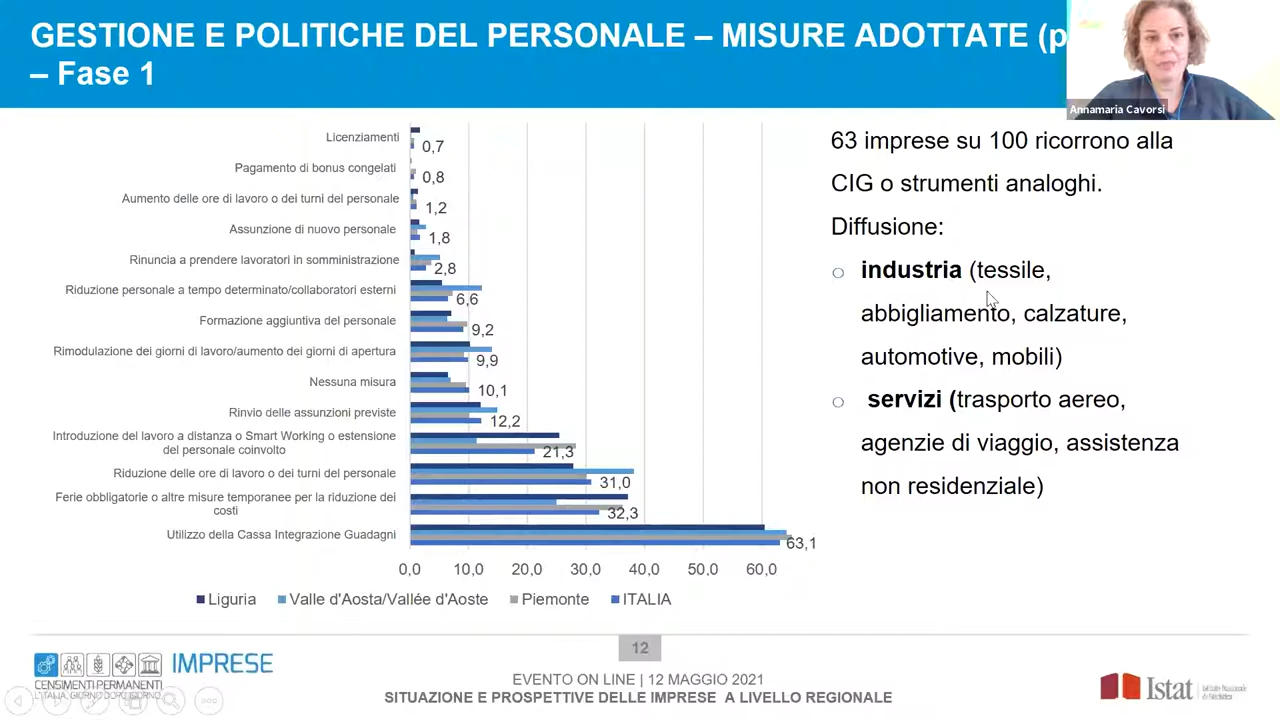 GESTIONE E POLITICHE DEL PERSONALE – MISURE ADOTTATE (p
– Fase 1
Annamaria Cavorsi
Licenziamenti
0,7
Pagamento di bonus congelati
0,8
Aumento delle ore di lavoro o dei turni del personale
1,2
Assunzione di nuovo personale
1,8
Rinuncia a prendere lavoratori in somministrazione
2,8
Riduzione personale a tempo determinato/collaboratori esterni
6,6
Formazione aggiuntiva del personale
9,2
Rimodulazione dei giorni di lavoro/aumento dei giorni di apertura
9,9
Nessuna misura
10,1
Rinvio delle assunzioni previste
12,2
Introduzione del lavoro a distanza o Smart Working o estensione
del personale coinvolto
21,3
Riduzione delle ore di lavoro o dei turni del personale
31,0
Ferie obbligatorie o altre misure temporanee per la riduzione dei
costi
32,3
Utilizzo della Cassa Integrazione Guadagni
63,1
0,0 10,0 20,0 30,0 40,0 50,0 60,0
Liguria Valle d'Aosta/Vallée d'Aoste Piemonte ITALIA
63 imprese su 100 ricorrono alla
CIG o strumenti analoghi.
Diffusione:
industria (tessile,
abbigliamento, calzature,
automotive, mobili)
servizi (trasporto aereo,
agenzie di viaggio, assistenza
non residenziale)
12
IMPRESE
CENSIMENTI PERMANENTI
L'ITALIA, GIORNO DOPO GIORNO
EVENTO ON LINE | 12 MAGGIO 2021
SITUAZIONE E PROSPETTIVE DELLE IMPRESE A LIVELLO REGIONALE
Istat
Istituto Nazionale
di Statistica